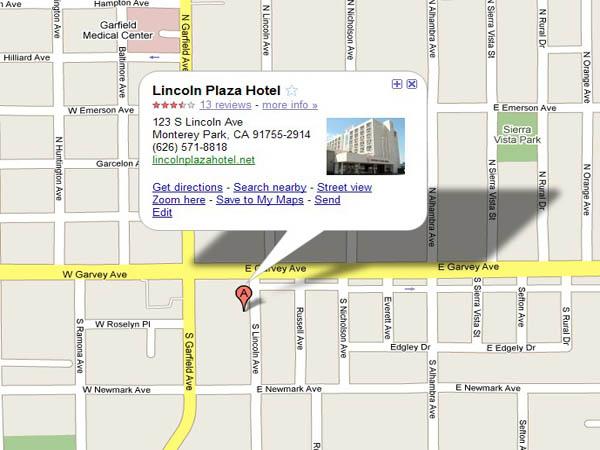 Hampton Ave
Garfield
Medical Center
Hilliard Ave
Baltimore Ave
N Garfield Ave
N Lincoln Ave
N Nicholson Ave
N Alhambra Ave
N Sierra Vista St
N Rural Dr
N Orange Ave
W Emerson Ave
E Emerson Ave
Sierra
Vista Park
N Huntington Ave
Garcelon A
Lincoln Plaza Hotel
13 reviews - more info »
123 S Lincoln Ave
Monterey Park, CA 91755-2914
(626) 571-8818
lincolnplazahotel.net
Get directions - Search nearby - Street view
Zoom here - Save to My Maps - Send
Edit
N Alhambra Ave
N Sierra Vista St
N Rural Dr
N Orange Ave
W Garvey Ave
E Garvey Ave
E Garvey Ave
A
S Ramona Ave
W Roselyn Pl
S Garfield Ave
S Lincoln Ave
Russell Ave
S Nicholson Ave
Everett Ave
S Sierra Vista St
Sefton Ave
S Rural Dr
Edgley Dr
E Edgely Dr
S Alhambra Ave
W Newmark Ave
E Newmark Ave
E Newmark Ave
Sefton Ave